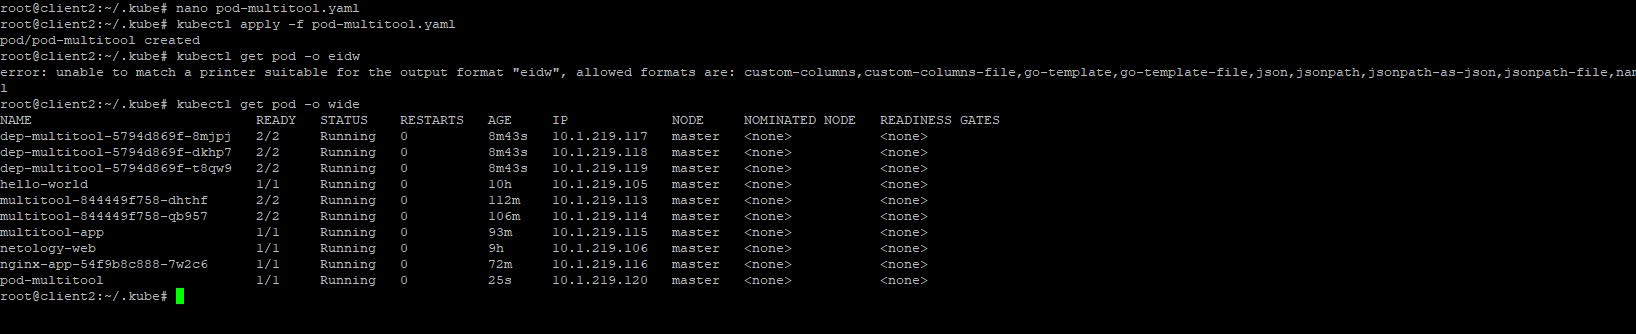 root@client2:~/.kube# nano pod-multitool.yaml
root@client2:~/.kube# kubectl apply -f pod-multitool.yaml
pod/pod-multitool created
root@client2:~/.kube# kubectl get pod -o eidw
error: unable to match a printer suitable for the output format "eidw", allowed formats are: custom-columns,custom-columns-file,go-template,go-template-file,json,jsonpath,jsonpath-as-json,jsonpath-file,nam
l
root@client2:~/.kube# kubectl get pod -o wide
NAME READY STATUS RESTARTS AGE IP NODE NOMINATED NODE READINESS GATES
dep-multitool-5794d869f-8mjpj 2/2 Running 0 8m43s 10.1.219.117 master <none> <none>
dep-multitool-5794d869f-dkhp7 2/2 Running 0 8m43s 10.1.219.118 master <none> <none>
dep-multitool-5794d869f-t8qw9 2/2 Running 0 8m43s 10.1.219.119 master <none> <none>
hello-world 1/1 Running 0 10h 10.1.219.105 master <none> <none>
multitool-844449f758-dhthf 2/2 Running 0 112m 10.1.219.113 master <none> <none>
multitool-844449f758-qb957 2/2 Running 0 106m 10.1.219.114 master <none> <none>
multitool-app 1/1 Running 0 93m 10.1.219.115 master <none> <none>
netology-web 1/1 Running 0 9h 10.1.219.106 master <none> <none>
nginx-app-54f9b8c888-7w2c6 1/1 Running 0 72m 10.1.219.116 master <none> <none>
pod-multitool 1/1 Running 0 25s 10.1.219.120 master <none> <none>
root@client2:~/.kube#